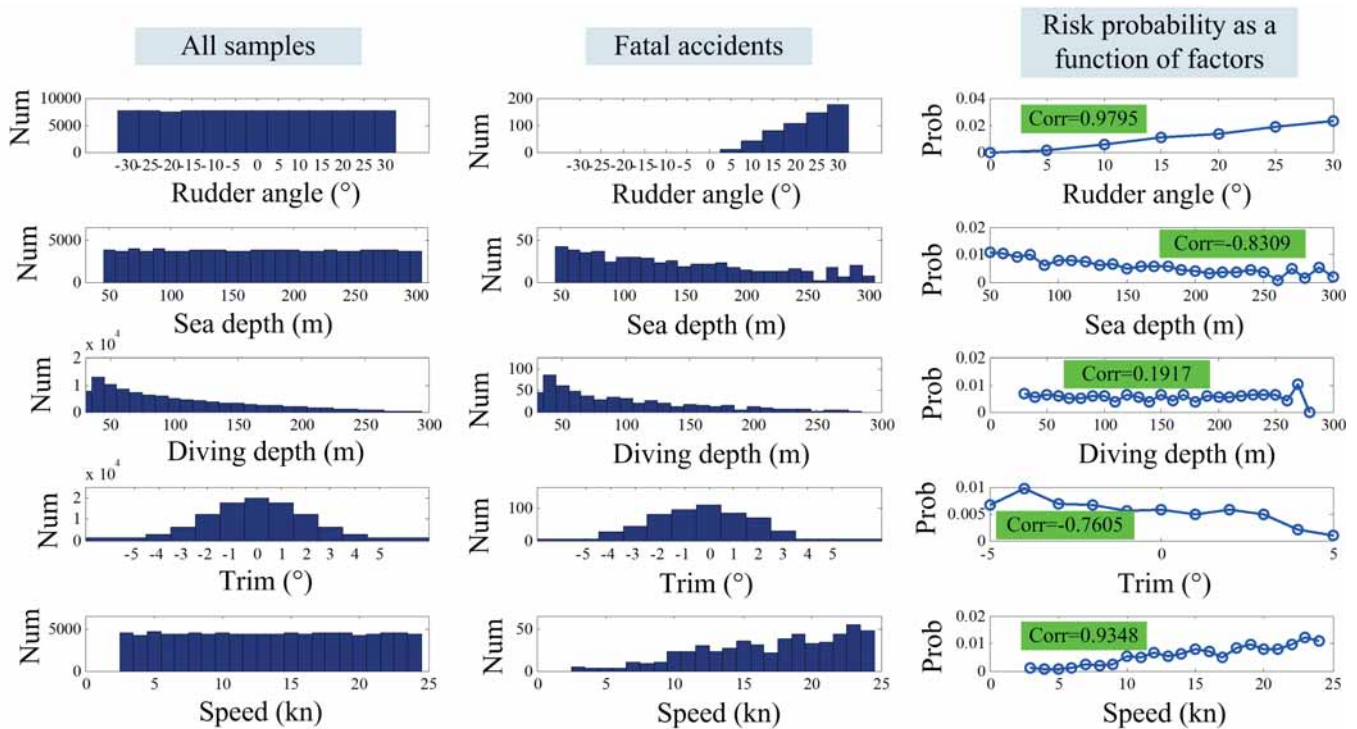 All samples
Fatal accidents
Risk probability as a
function of factors
Num
10000
5000
0
-30-25-20-15-10-5 0 5 10 15 20 25 30
Rudder angle (°)
Num
200
100
0
-30 -25 -20 -15 -10 -5 0 5 10 15 20 25 30
Rudder angle (°)
Prob
0.04
0.02
0
Corr=0.9795
0 5 10 15 20 25 30
Rudder angle (°)
Num
5000
0
50 100 150 200 250 300
Sea depth (m)
Num
50
0
50 100 150 200 250 300
Sea depth (m)
Prob
0.02
0.01
0
Corr=-0.8309
50 100 150 200 250 300
Sea depth (m)
x 10^4
Num
2
1
0
50 100 150 200 250 300
Diving depth (m)
Num
100
50
0
50 100 150 200 250 300
Diving depth (m)
Prob
0.02
0.01
0
Corr=0.1917
0 50 100 150 200 250 300
Diving depth (m)
x 10^4
Num
2
1
0
-5 -4 -3 -2 -1 0 1 2 3 4 5
Trim (°)
Num
100
0
-5 -4 -3 -2 -1 0 1 2 3 4 5
Trim (°)
Prob
0.01
0.005
0
Corr=-0.7605
-5 0 5
Trim (°)
Num
5000
0
0 5 10 15 20 25
Speed (kn)
Num
50
0
0 5 10 15 20 25
Speed (kn)
Prob
0.02
0.01
0
Corr=0.9348
0 5 10 15 20 25
Speed (kn)